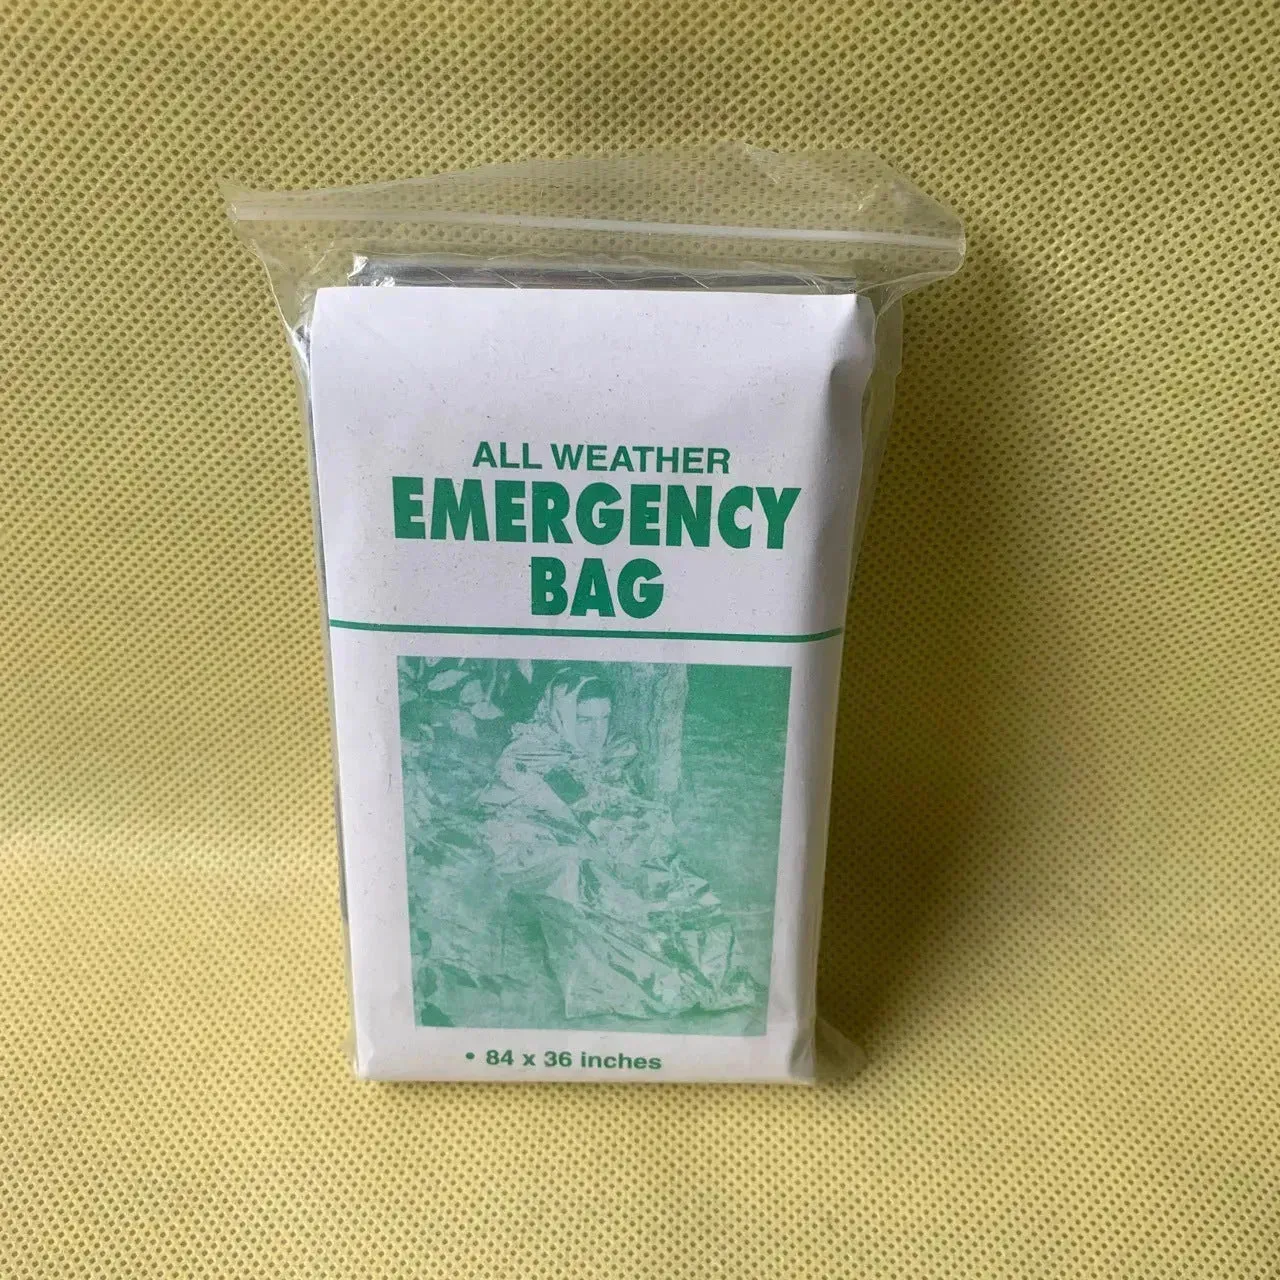 ALL WEATHER
EMERGENCY
BAG
• 84 x 36 inches